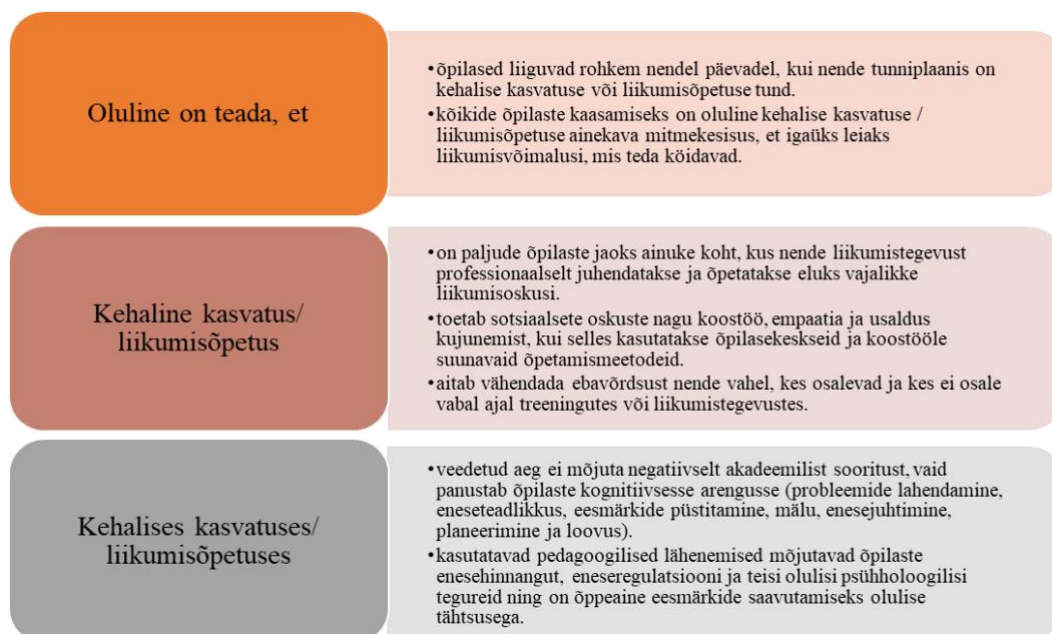 Oluline on teada, et
•õpilased liiguvad rohkem nendel päevadel, kui nende tunniplaanis on
kehalise kasvatuse või liikumisõpetuse tund.
•kõikide õpilaste kaasamiseks on oluline kehalise kasvatuse /
liikumisõpetuse ainekava mitmekesisus, et igaüks leiaks
liikumisvõimalusi, mis teda köidavad.
Kehaline kasvatus/
liikumisõpetus
•on paljude õpilaste jaoks ainuke koht, kus nende liikumistegevust
professionaalselt juhendatakse ja õpetatakse eluks vajalikke
liikumisoskusi.
•toetab sotsiaalsete oskuste nagu koostöö, empaatia ja usaldus
kujunemist, kui selles kasutatakse õpilasekeskseid ja koostööle
suunavaid õpetamismeetodeid.
•aitab vähendada ebavõrdsust nende vahel, kes osalevad ja kes ei osale
vabal ajal treeningutes või liikumistegevustes.
Kehalises kasvatuses/
liikumisõpetuses
•veedetud aeg ei mõjuta negatiivselt akadeemilist sooritust, vaid
panustab õpilaste kognitiivsesse arengusse (probleemide lahendamine,
eneseteadlikkus, eesmärkide püstitamine, mälu, enesejuhtimine,
planeerimine ja loovus).
•kasutatavad pedagoogilised lähenemised mõjutavad õpilaste
enesehinnangut, eneseregulatsiooni ja teisi olulisi psühholoogilisi
tegureid ning on õppeaine eesmärkide saavutamiseks olulise
tähtsusega.